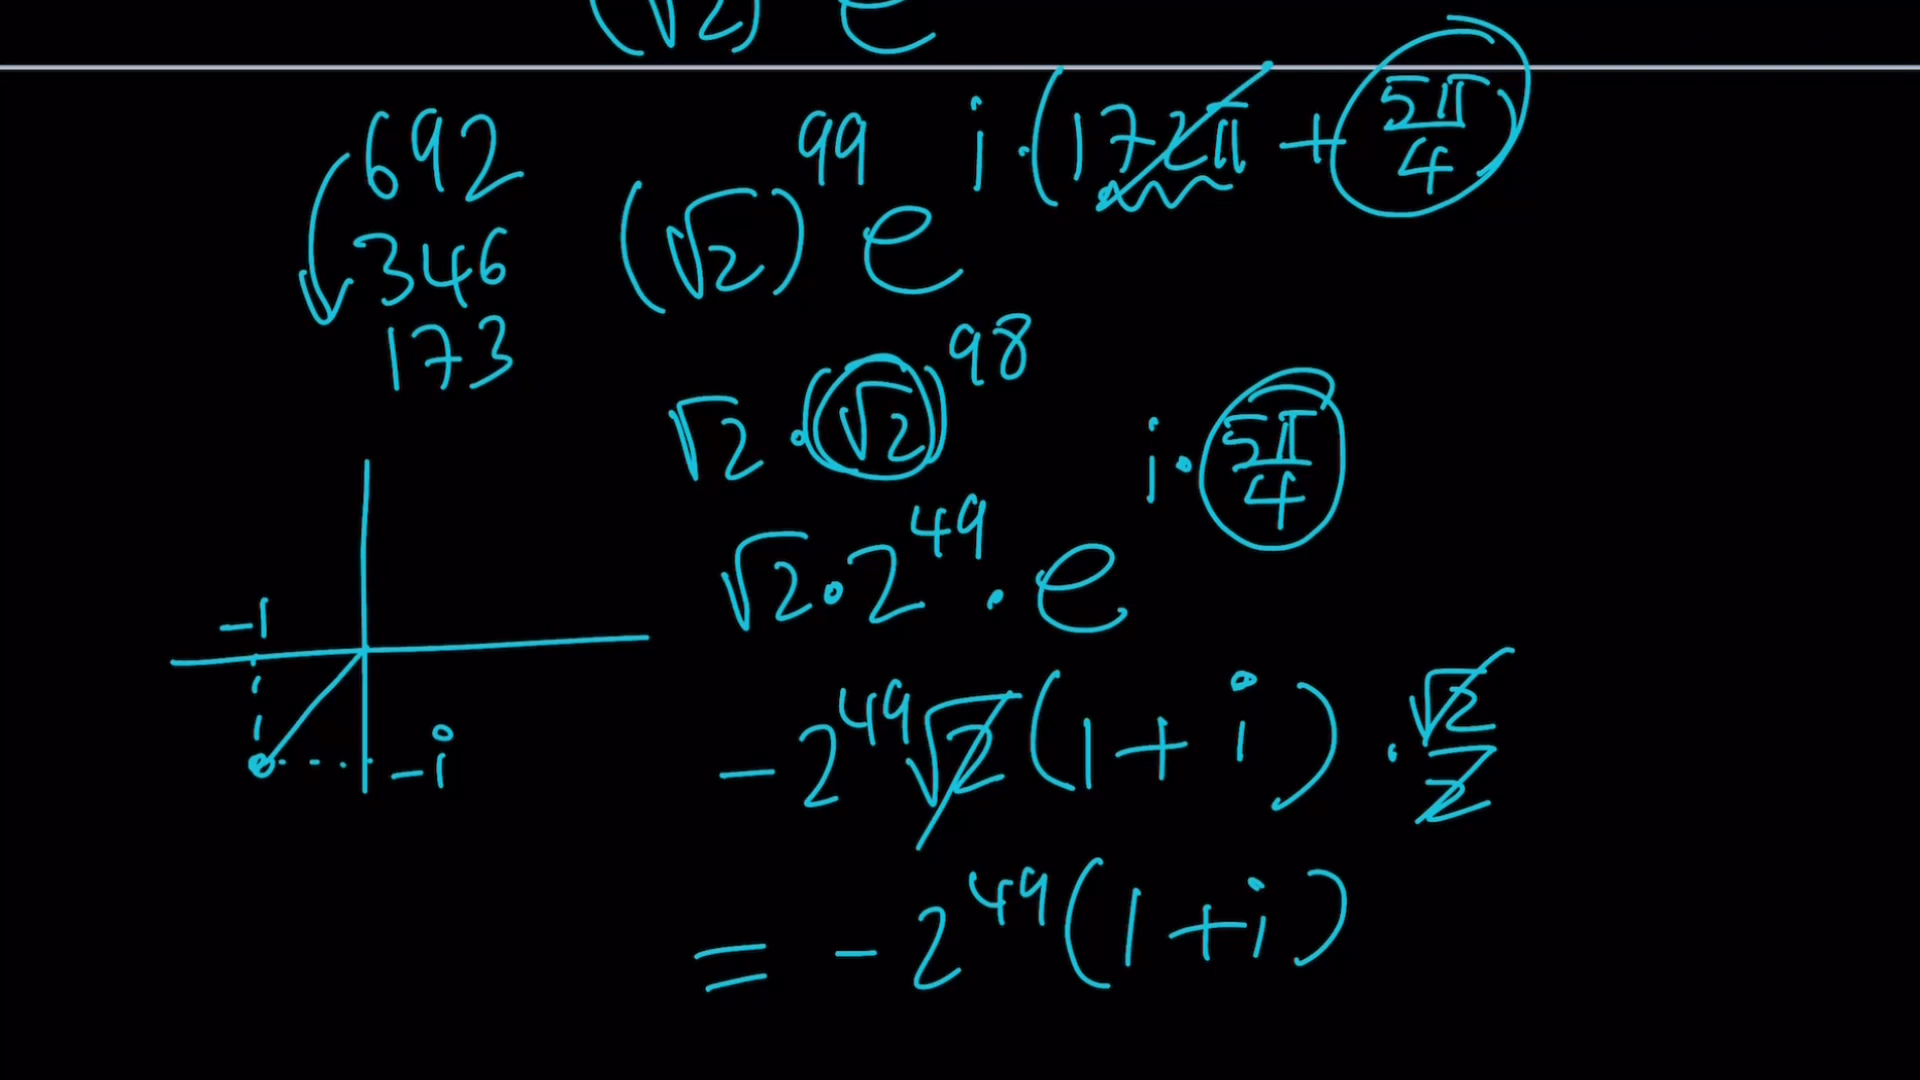 (√2) e
692 (√2)^99 e^i·(172π + 5π/4)
346
173
√2·(√2)^98
√2·2^49·e^i·5π/4
-1
-2^49√2(1+i)·√2/2
-i
= -2^49(1+i)